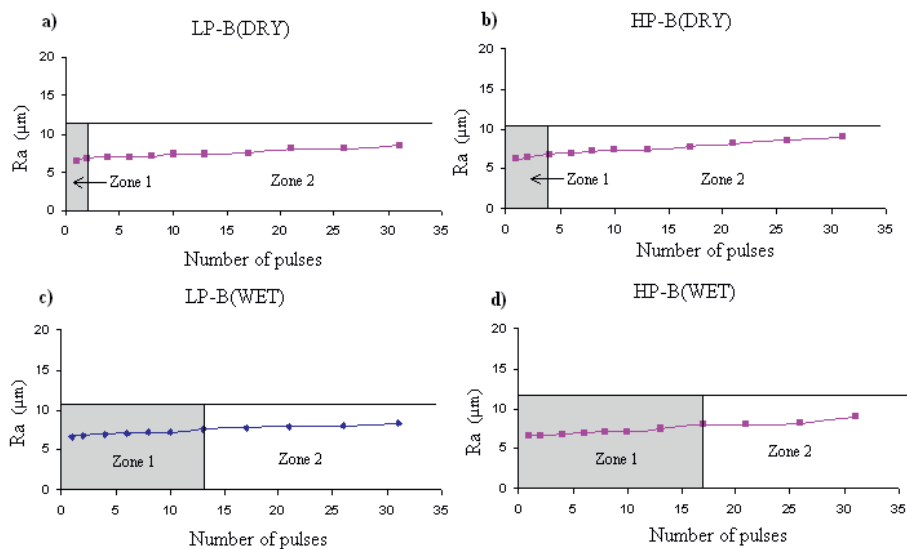 a)
LP-B(DRY)
20
15
10
5
0
Ra (µm)
Zone 1
Zone 2
0 5 10 15 20 25 30 35
Number of pulses
b)
HP-B(DRY)
20
15
10
5
0
Ra (µm)
Zone 1
Zone 2
0 5 10 15 20 25 30 35
Number of pulses
c)
LP-B(WET)
20
15
10
5
0
Ra (µm)
Zone 1
Zone 2
0 5 10 15 20 25 30 35
Number of pulses
d)
HP-B(WET)
20
15
10
5
0
Ra (µm)
Zone 1
Zone 2
0 5 10 15 20 25 30 35
Number of pulses